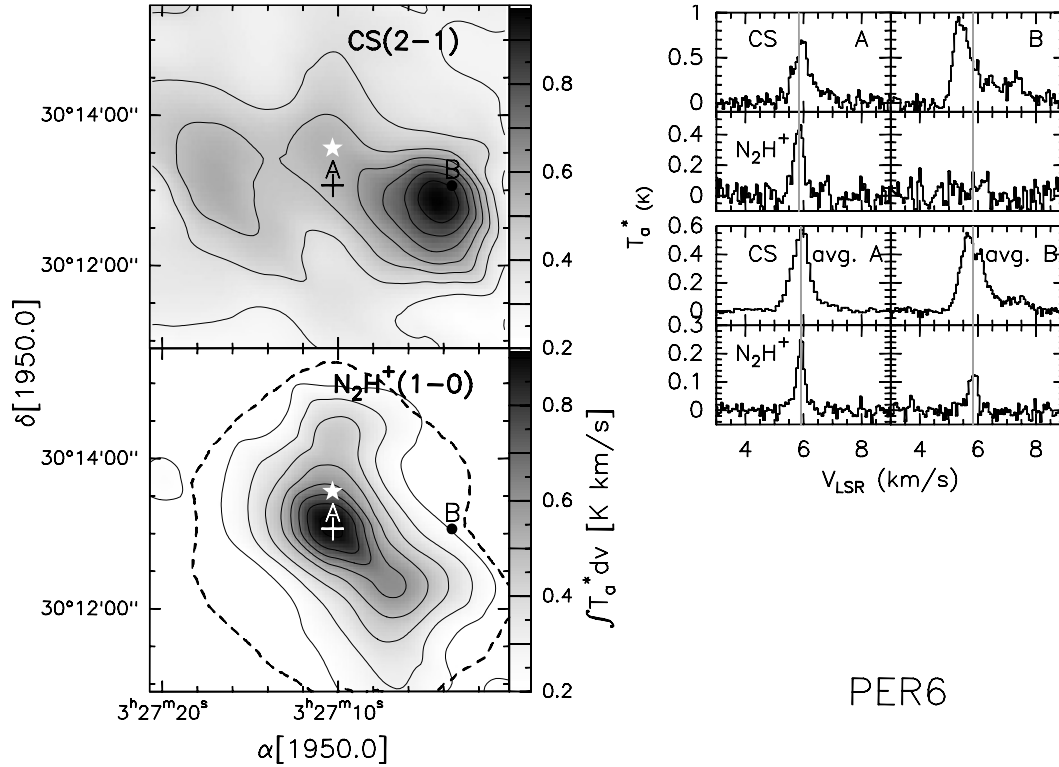 CS(2−1)
A
B
30°14'00''
30°12'00''
0.8
0.6
0.4
0.2
N₂H⁺(1−0)
A
B
30°14'00''
30°12'00''
0.8
0.6
0.4
0.2
3ʰ27ᵐ20ˢ 3ʰ27ᵐ10ˢ
α[1950.0]
δ[1950.0]
∫Tₐ*dv [K km/s]
CS A B
1
0.5
0
N₂H⁺
0.4
0.2
0
Tₐ* (K)
CS avg. A avg. B
0.6
0.4
0.2
0
N₂H⁺
0.3
0.2
0.1
0
4 6 8 4 6 8
V_LSR (km/s)
PER6